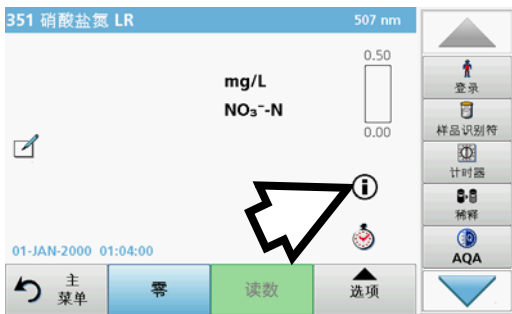 351 硝酸盐氮 LR
507 nm
0.50
mg/L
NO₃⁻-N
0.00
01-JAN-2000 01:04:00
主
菜单
零
读数
选项
登录
样品识别符
计时器
稀释
AQA